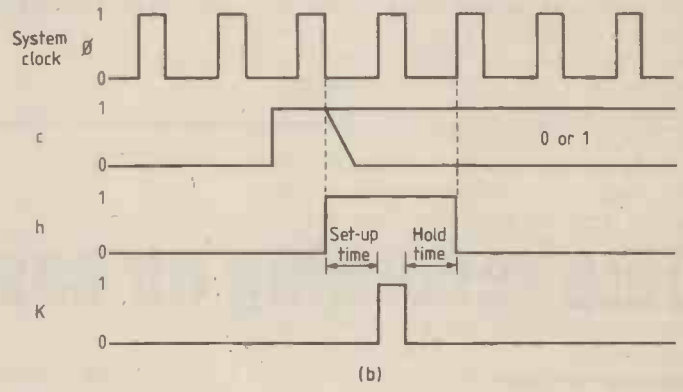 1
System Ø
clock
0
1
c
0 or 1
0
1
h
Set-up Hold
time time
0
1
K
0
(b)